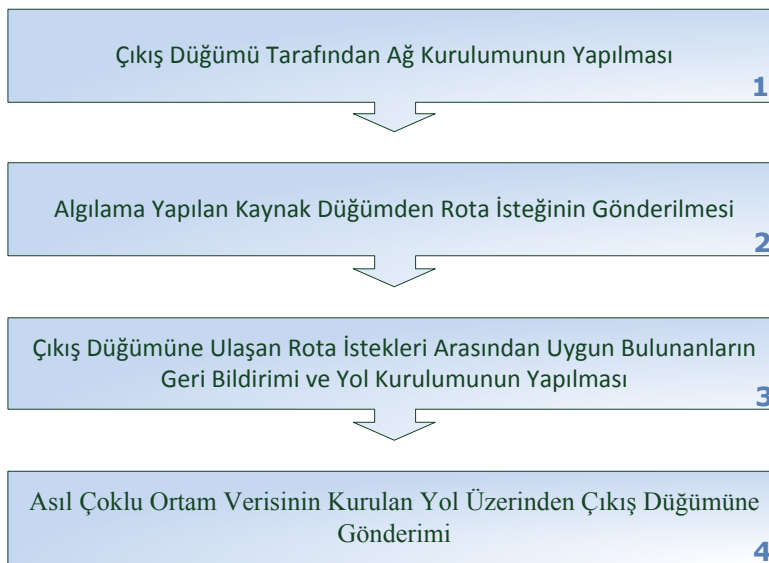 Çıkış Düğümü Tarafından Ağ Kurulumunun Yapılması
1
Algılama Yapılan Kaynak Düğümden Rota İsteğinin Gönderilmesi
2
Çıkış Düğümüne Ulaşan Rota İstekleri Arasından Uygun Bulunanların
Geri Bildirimi ve Yol Kurulumunun Yapılması
3
Asıl Çoklu Ortam Verisinin Kurulan Yol Üzerinden Çıkış Düğümüne
Gönderimi
4